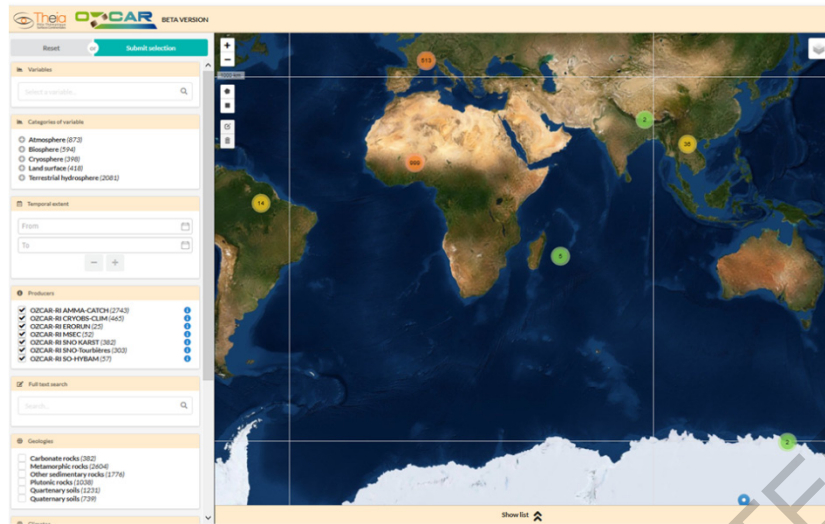 Theia
OZCAR
BETA VERSION
Reset
or
Submit selection
Variables
Select a variable...
Categories of variable
Atmosphere (873)
Biosphere (594)
Cryosphere (398)
Land surface (418)
Terrestrial hydrosphere (2081)
Temporal extent
From
To
Producers
OZCAR-RI AMMA-CATCH (2743)
OZCAR-RI CRYOBS-CLIM (465)
OZCAR-RI ERORUN (25)
OZCAR-RI MSEC (52)
OZCAR-RI SNO KARST (382)
OZCAR-RI SNO-Tourbières (303)
OZCAR-RI SO-HYBAM (57)
Full text search
Search...
Geologies
Carbonate rocks (382)
Metamorphic rocks (2604)
Other sedimentary rocks (1776)
Plutonic rocks (1038)
Quartenary soils (1231)
Quaternary soils (739)
513
2
38
14
5
2
Show list